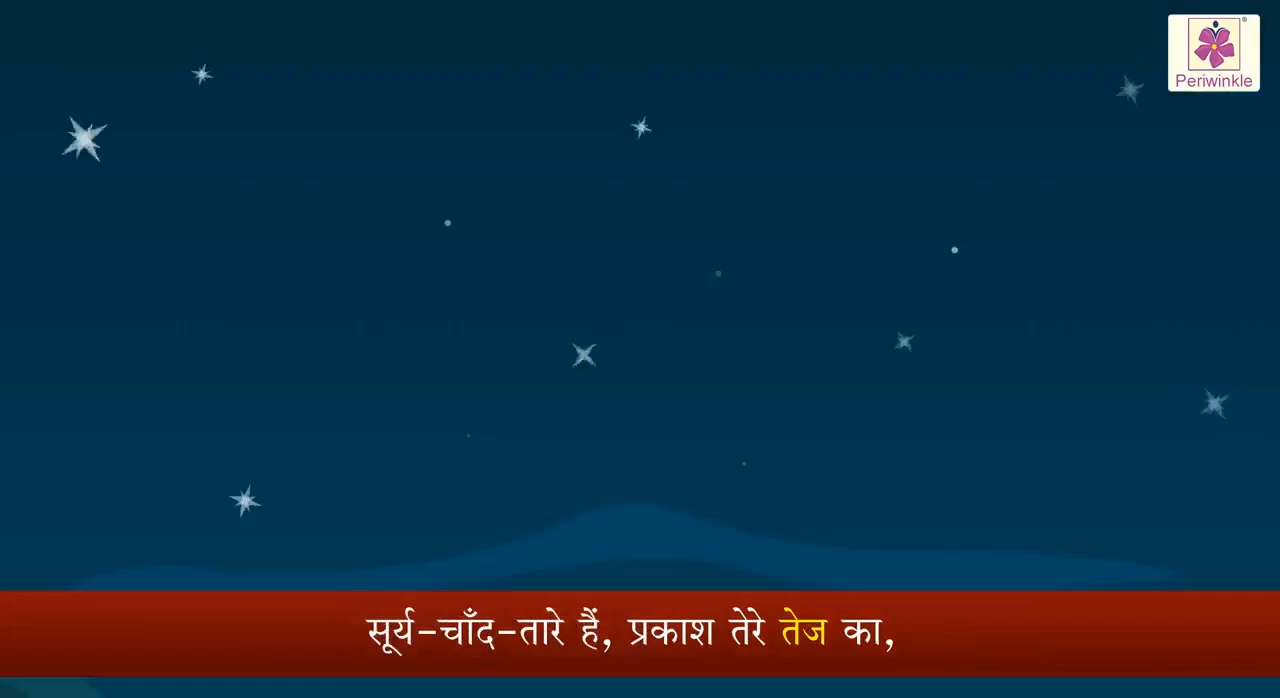 Periwinkle
सूर्य-चाँद-तारे हैं, प्रकाश तेरे तेज का,